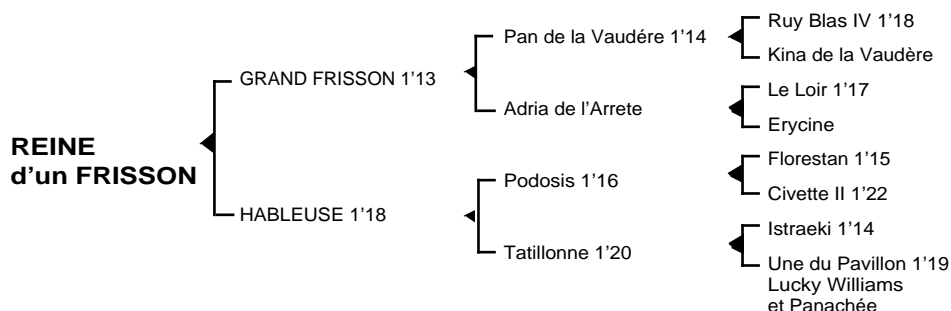 Ruy Blas IV 1’18
Pan de la Vaudére 1’14
Kina de la Vaudère
GRAND FRISSON 1’13
Le Loir 1’17
Adria de l’Arrete
Erycine
REINE
d’un FRISSON
Florestan 1’15
Podosis 1’16
Civette II 1’22
HABLEUSE 1’18
Istraeki 1’14
Tatillonne 1’20
Une du Pavillon 1’19
Lucky Williams
et Panachée